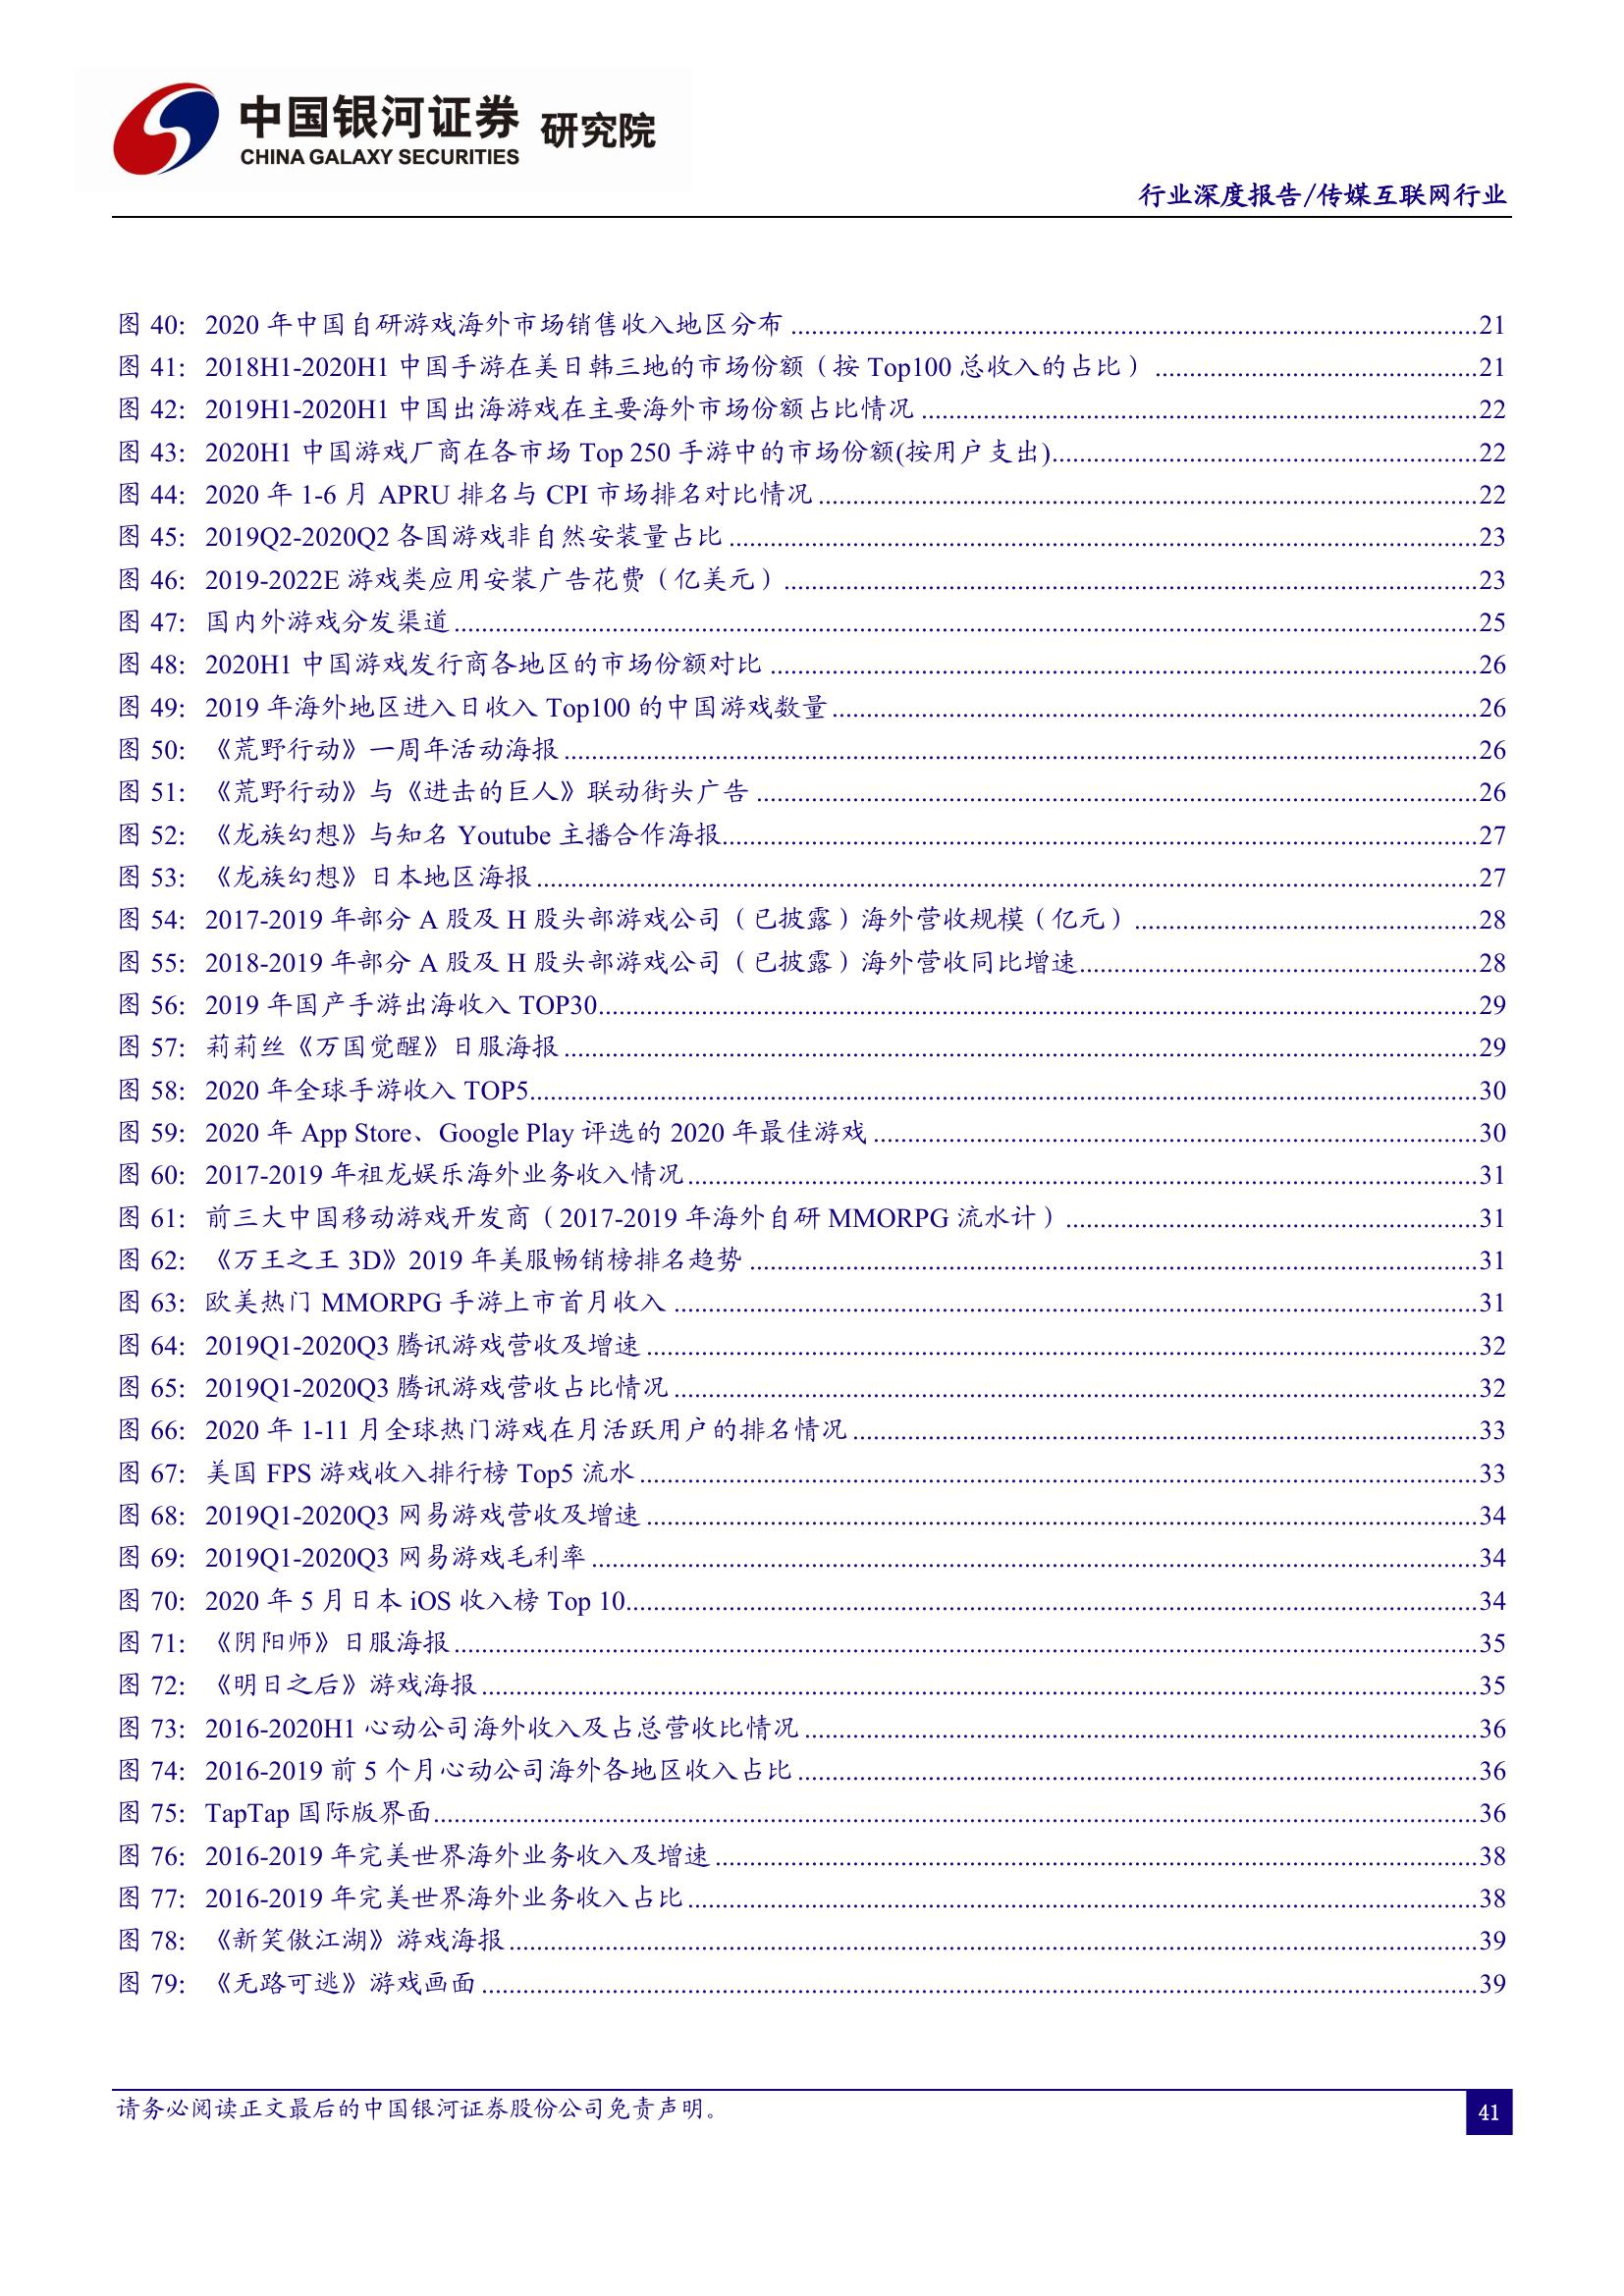 中国银河证券 研究院
CHINA GALAXY SECURITIES
行业深度报告/传媒互联网行业
图 40: 2020 年中国自研游戏海外市场销售收入地区分布 ........ 21
图 41: 2018H1-2020H1 中国手游在美日韩三地的市场份额（按 Top100 总收入的占比） ........ 21
图 42: 2019H1-2020H1 中国出海游戏在主要海外市场份额占比情况 ........ 22
图 43: 2020H1 中国游戏厂商在各市场 Top 250 手游中的市场份额(按用户支出) ........ 22
图 44: 2020 年 1-6 月 APRU 排名与 CPI 市场排名对比情况 ........ 22
图 45: 2019Q2-2020Q2 各国游戏非自然安装量占比 ........ 23
图 46: 2019-2022E 游戏类应用安装广告花费（亿美元） ........ 23
图 47: 国内外游戏分发渠道 ........ 25
图 48: 2020H1 中国游戏发行商各地区的市场份额对比 ........ 26
图 49: 2019 年海外地区进入日收入 Top100 的中国游戏数量 ........ 26
图 50: 《荒野行动》一周年活动海报 ........ 26
图 51: 《荒野行动》与《进击的巨人》联动街头广告 ........ 26
图 52: 《龙族幻想》与知名 Youtube 主播合作海报 ........ 27
图 53: 《龙族幻想》日本地区海报 ........ 27
图 54: 2017-2019 年部分 A 股及 H 股头部游戏公司（已披露）海外营收规模（亿元） ........ 28
图 55: 2018-2019 年部分 A 股及 H 股头部游戏公司（已披露）海外营收同比增速 ........ 28
图 56: 2019 年国产手游出海收入 TOP30 ........ 29
图 57: 莉莉丝《万国觉醒》日服海报 ........ 29
图 58: 2020 年全球手游收入 TOP5 ........ 30
图 59: 2020 年 App Store、Google Play 评选的 2020 年最佳游戏 ........ 30
图 60: 2017-2019 年祖龙娱乐海外业务收入情况 ........ 31
图 61: 前三大中国移动游戏开发商（2017-2019 年海外自研 MMORPG 流水计） ........ 31
图 62: 《万王之王 3D》2019 年美服畅销榜排名趋势 ........ 31
图 63: 欧美热门 MMORPG 手游上市首月收入 ........ 31
图 64: 2019Q1-2020Q3 腾讯游戏营收及增速 ........ 32
图 65: 2019Q1-2020Q3 腾讯游戏营收占比情况 ........ 32
图 66: 2020 年 1-11 月全球热门游戏在月活跃用户的排名情况 ........ 33
图 67: 美国 FPS 游戏收入排行榜 Top5 流水 ........ 33
图 68: 2019Q1-2020Q3 网易游戏营收及增速 ........ 34
图 69: 2019Q1-2020Q3 网易游戏毛利率 ........ 34
图 70: 2020 年 5 月日本 iOS 收入榜 Top 10 ........ 34
图 71: 《阴阳师》日服海报 ........ 35
图 72: 《明日之后》游戏海报 ........ 35
图 73: 2016-2020H1 心动公司海外收入及占总营收比情况 ........ 36
图 74: 2016-2019 前 5 个月心动公司海外各地区收入占比 ........ 36
图 75: TapTap 国际版界面 ........ 36
图 76: 2016-2019 年完美世界海外业务收入及增速 ........ 38
图 77: 2016-2019 年完美世界海外业务收入占比 ........ 38
图 78: 《新笑傲江湖》游戏海报 ........ 39
图 79: 《无路可逃》游戏画面 ........ 39
请务必阅读正文最后的中国银河证券股份公司免责声明。
41